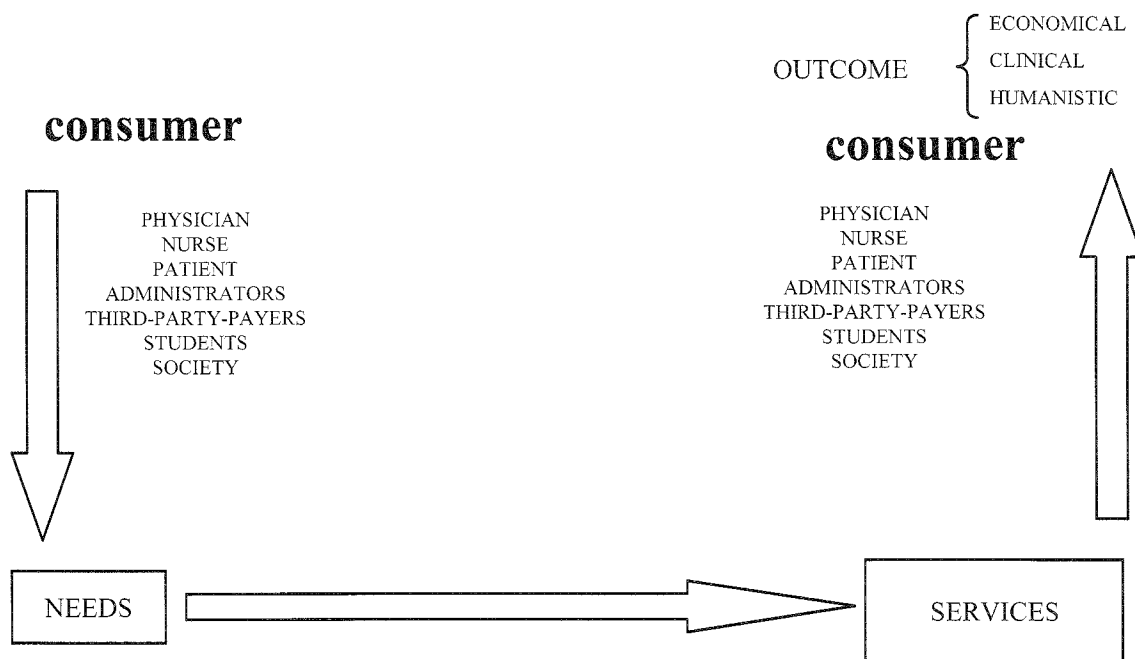 consumer
PHYSICIAN
NURSE
PATIENT
ADMINISTRATORS
THIRD-PARTY-PAYERS
STUDENTS
SOCIETY
NEEDS
OUTCOME
ECONOMICAL
CLINICAL
HUMANISTIC
consumer
PHYSICIAN
NURSE
PATIENT
ADMINISTRATORS
THIRD-PARTY-PAYERS
STUDENTS
SOCIETY
SERVICES